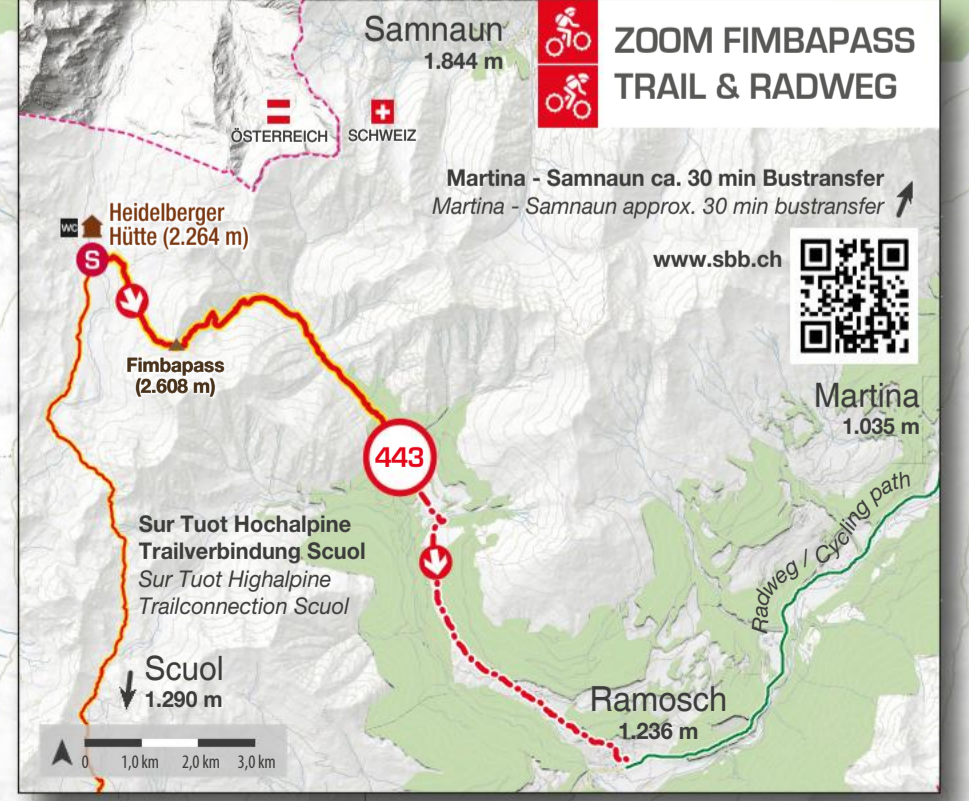 Samnaun
1.844 m
ZOOM FIMBAPASS
TRAIL & RADWEG
ÖSTERREICH
SCHWEIZ
Martina - Samnaun ca. 30 min Bustransfer
Martina - Samnaun approx. 30 min bustransfer
www.sbb.ch
WC
Heidelberger
Hütte (2.264 m)
S
Fimbapass
(2.608 m)
Martina
1.035 m
443
Radweg / Cycling path
Sur Tuot Hochalpine
Trailverbindung Scuol
Sur Tuot Highalpine
Trailconnection Scuol
Scuol
1.290 m
Ramosch
1.236 m
0 1,0 km 2,0 km 3,0 km